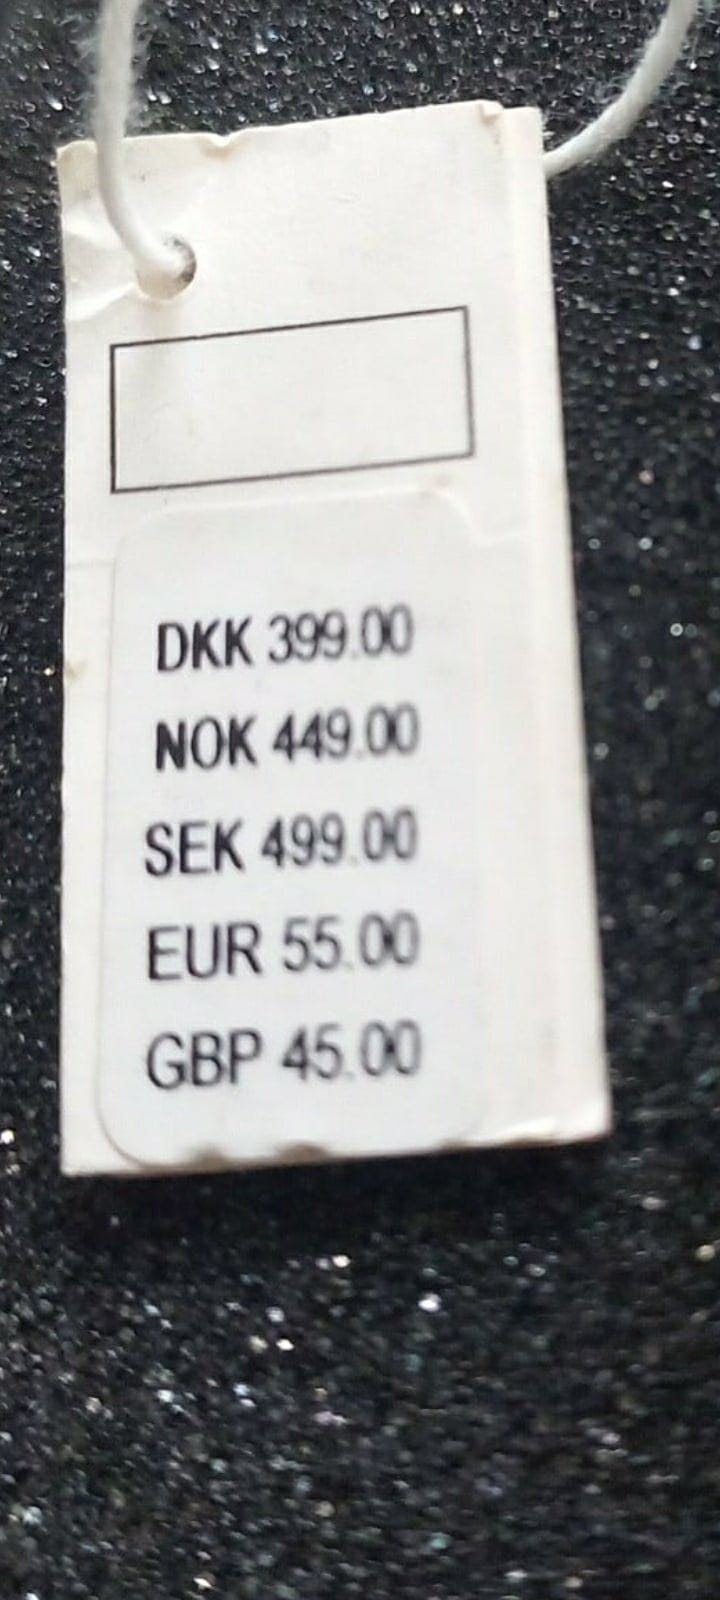 DKK 399.00
NOK 449.00
SEK 499.00
EUR 55.00
GBP 45.00